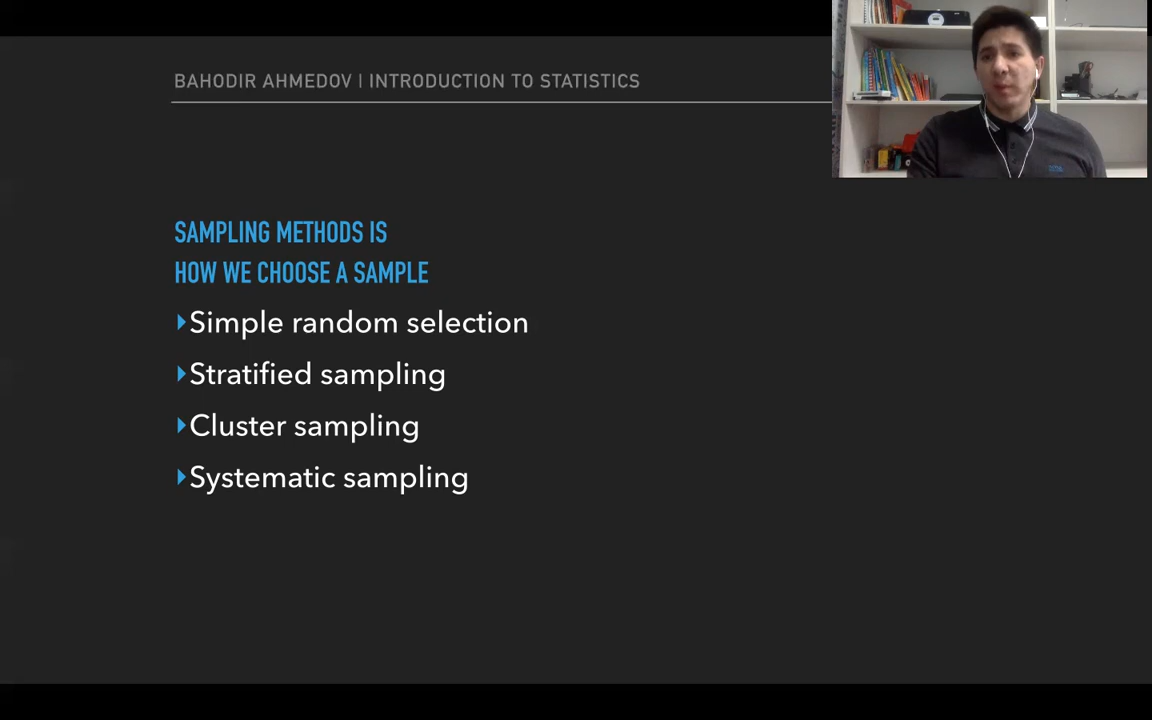 BAHODIR AHMEDOV | INTRODUCTION TO STATISTICS
SAMPLING METHODS IS
HOW WE CHOOSE A SAMPLE
Simple random selection
Stratified sampling
Cluster sampling
Systematic sampling